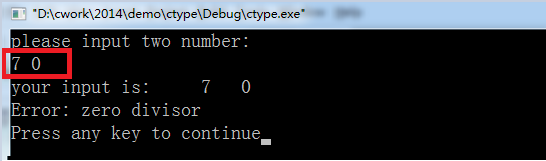 "D:\cwork\2014\demo\ctype\Debug\ctype.exe"
please input two number:
7 0
your input is:     7   0
Error: zero divisor
Press any key to continue